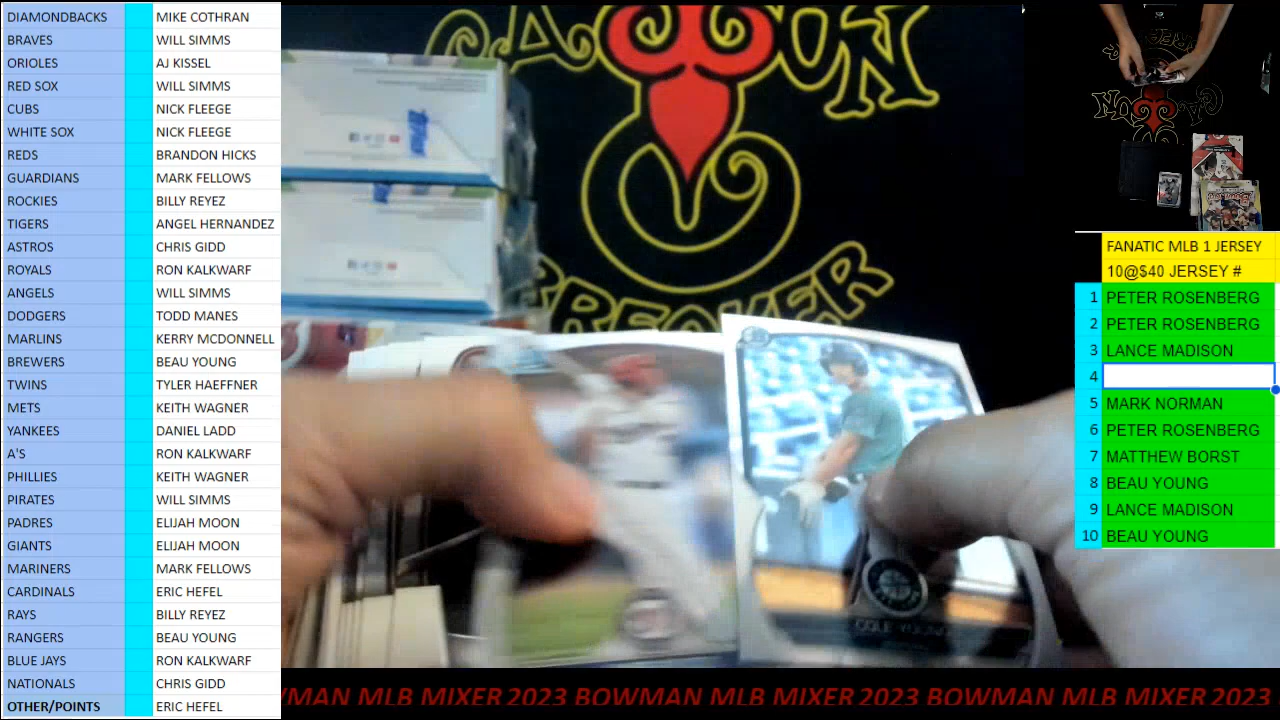 DIAMONDBACKS MIKE COTHRAN
BRAVES WILL SIMMS
ORIOLES AJ KISSEL
RED SOX WILL SIMMS
CUBS NICK FLEEGE
WHITE SOX NICK FLEEGE
REDS BRANDON HICKS
GUARDIANS MARK FELLOWS
ROCKIES BILLY REYEZ
TIGERS ANGEL HERNANDEZ
ASTROS CHRIS GIDD
ROYALS RON KALKWARF
ANGELS WILL SIMMS
DODGERS TODD MANES
MARLINS KERRY MCDONNELL
BREWERS BEAU YOUNG
TWINS TYLER HAEFFNER
METS KEITH WAGNER
YANKEES DANIEL LADD
A'S RON KALKWARF
PHILLIES KEITH WAGNER
PIRATES WILL SIMMS
PADRES ELIJAH MOON
GIANTS ELIJAH MOON
MARINERS MARK FELLOWS
CARDINALS ERIC HEFEL
RAYS BILLY REYEZ
RANGERS BEAU YOUNG
BLUE JAYS RON KALKWARF
NATIONALS CHRIS GIDD
OTHER/POINTS ERIC HEFEL
BREAKER
COLE YOUNG
FANATIC MLB 1 JERSEY
10@$40 JERSEY #
1 PETER ROSENBERG
2 PETER ROSENBERG
3 LANCE MADISON
4
5 MARK NORMAN
6 PETER ROSENBERG
7 MATTHEW BORST
8 BEAU YOUNG
9 LANCE MADISON
10 BEAU YOUNG
WMAN MLB MIXER 2023 BOWMAN MLB MIXER 2023 BOWMAN MLB MIXER 2023